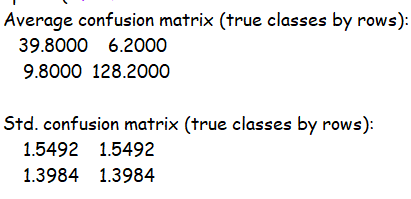 Average confusion matrix (true classes by rows):
39.8000 6.2000
9.8000 128.2000
Std. confusion matrix (true classes by rows):
1.5492 1.5492
1.3984 1.3984